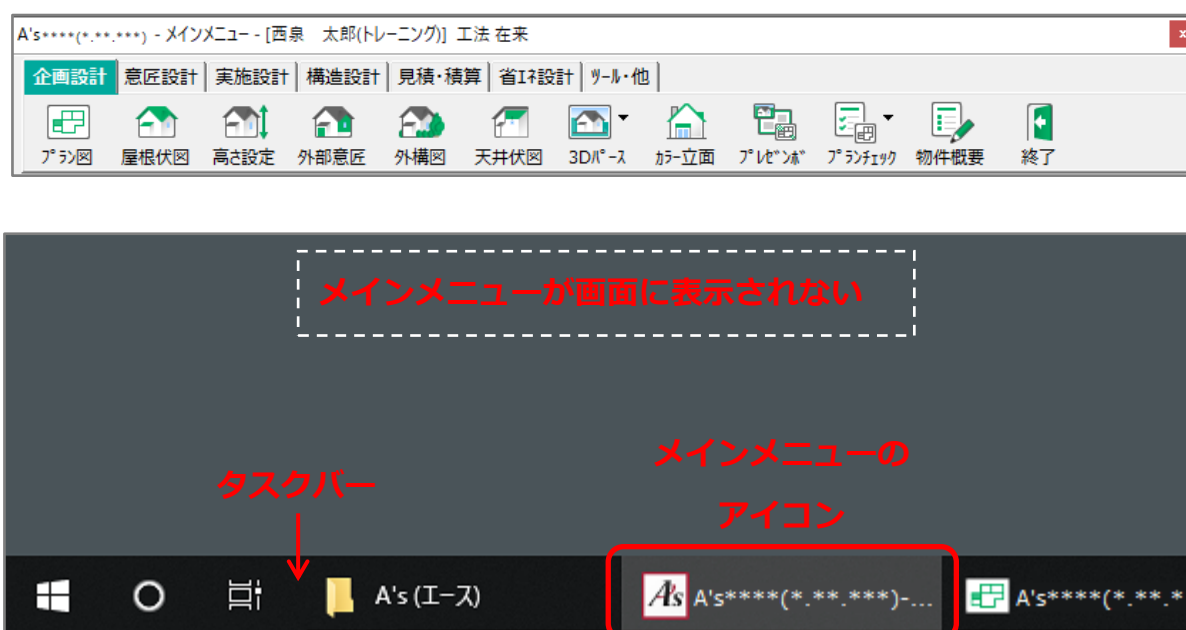 A's****(*.**.***) - メインメニュー - [西泉　太郎(トレーニング)]  工法 在来
企画設計 意匠設計 実施設計 構造設計 見積・積算 省ｴﾈ設計 ﾂｰﾙ・他
ﾌﾟﾗﾝ図 屋根伏図 高さ設定 外部意匠 外構図 天井伏図 3Dﾊﾟｰｽ ｶﾗｰ立面 ﾌﾟﾚｾﾞﾝﾎﾞ ﾌﾟﾗﾝﾁｪｯｸ 物件概要 終了
メインメニューが画面に表示されない
メインメニューの
アイコン
タスクバー
A's (エース) A's****(*.**.***)-... A's****(*.**.*